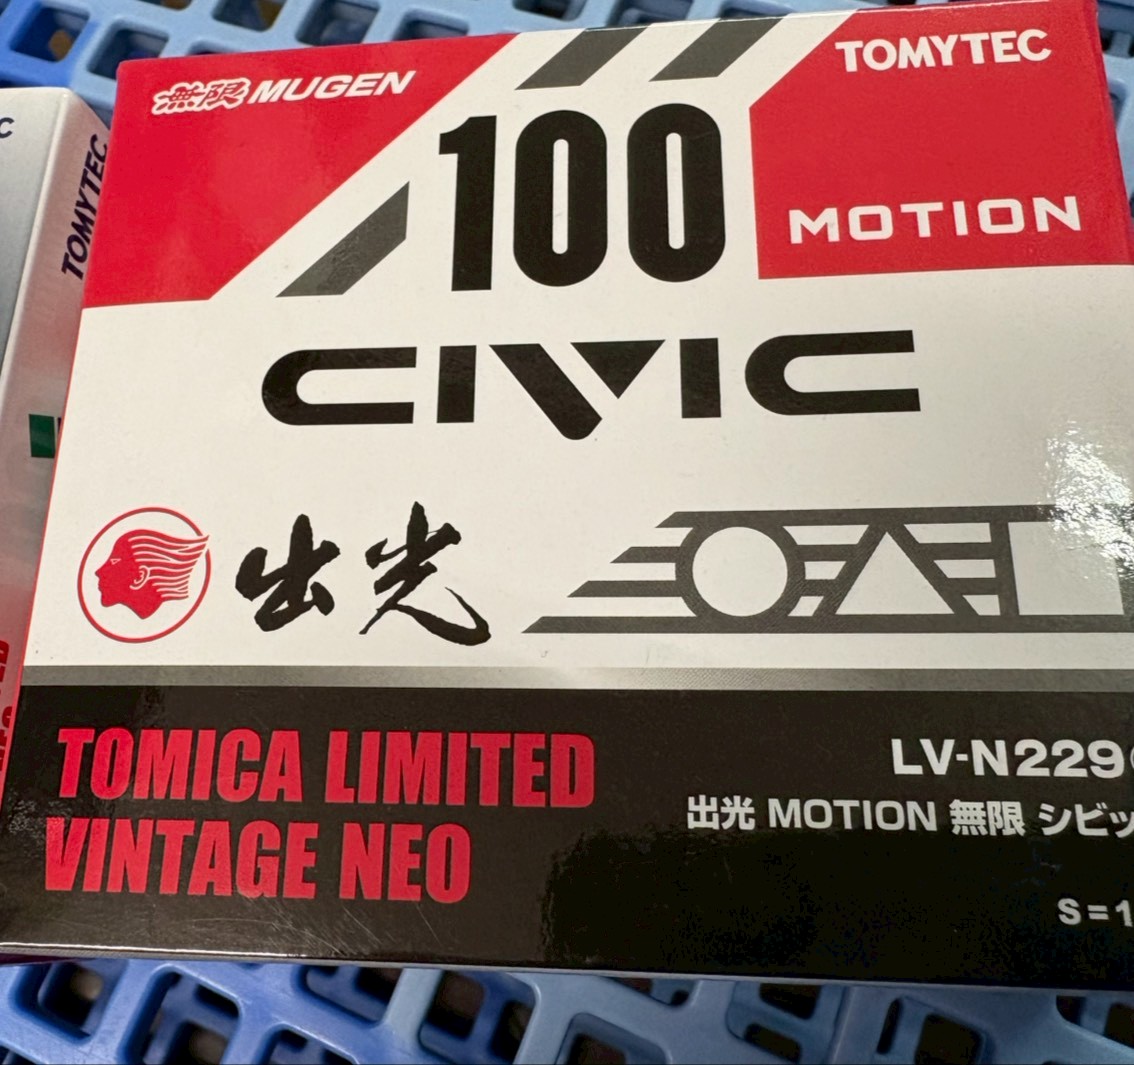 無限 MUGEN
TOMYTEC
100
MOTION
CIVIC
出光
TOMICA LIMITED
VINTAGE NEO
LV-N229
出光 MOTION 無限 シビッ
S=1
TOMYTEC
C